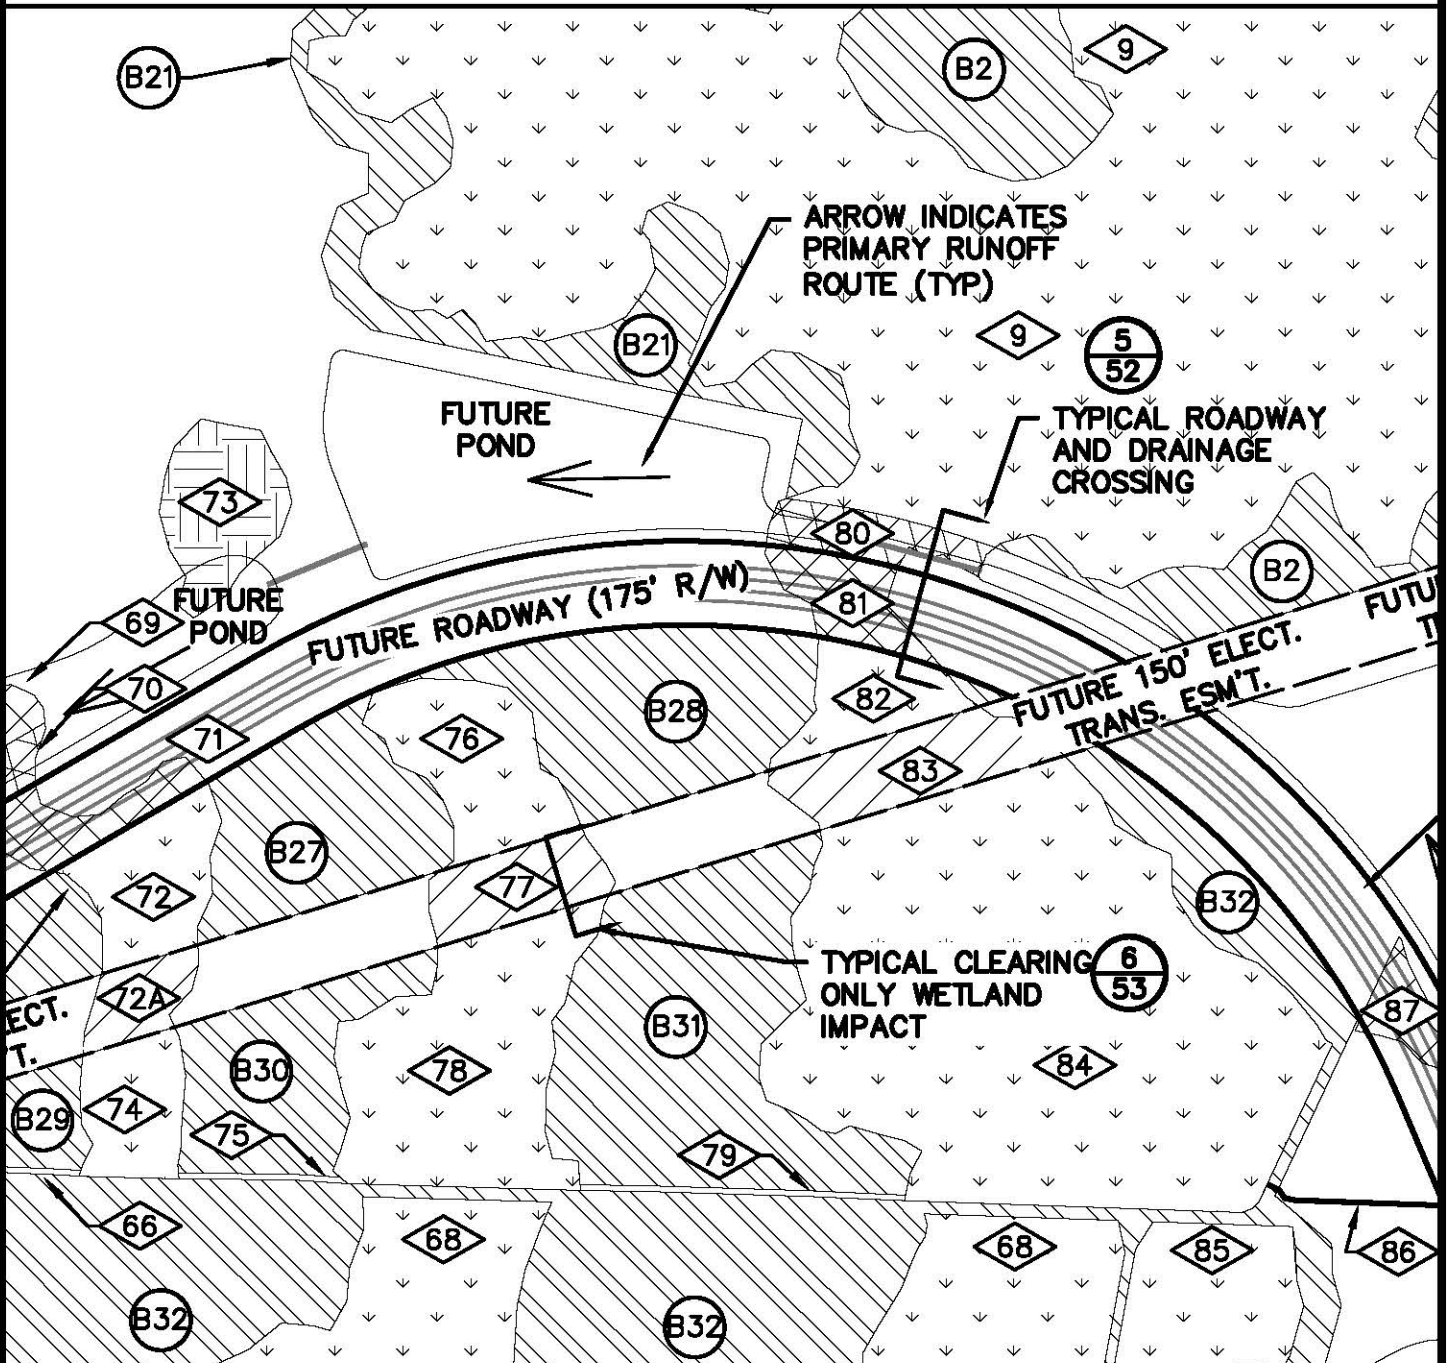 B21
B2
9
ARROW INDICATES
PRIMARY RUNOFF
ROUTE (TYP)
B21
9
5
52
FUTURE
POND
TYPICAL ROADWAY
AND DRAINAGE
CROSSING
73
80
B2
69
FUTURE
POND
FUTURE ROADWAY (175' R/W)
81
FUTURE 150' ELECT.
TRANS. ESM'T.
70
71
76
B28
82
83
B27
72
77
B32
TYPICAL CLEARING
ONLY WETLAND
IMPACT
6
53
72A
87
B31
B30
78
84
B29
74
75
79
66
68
68
85
86
B32
B32